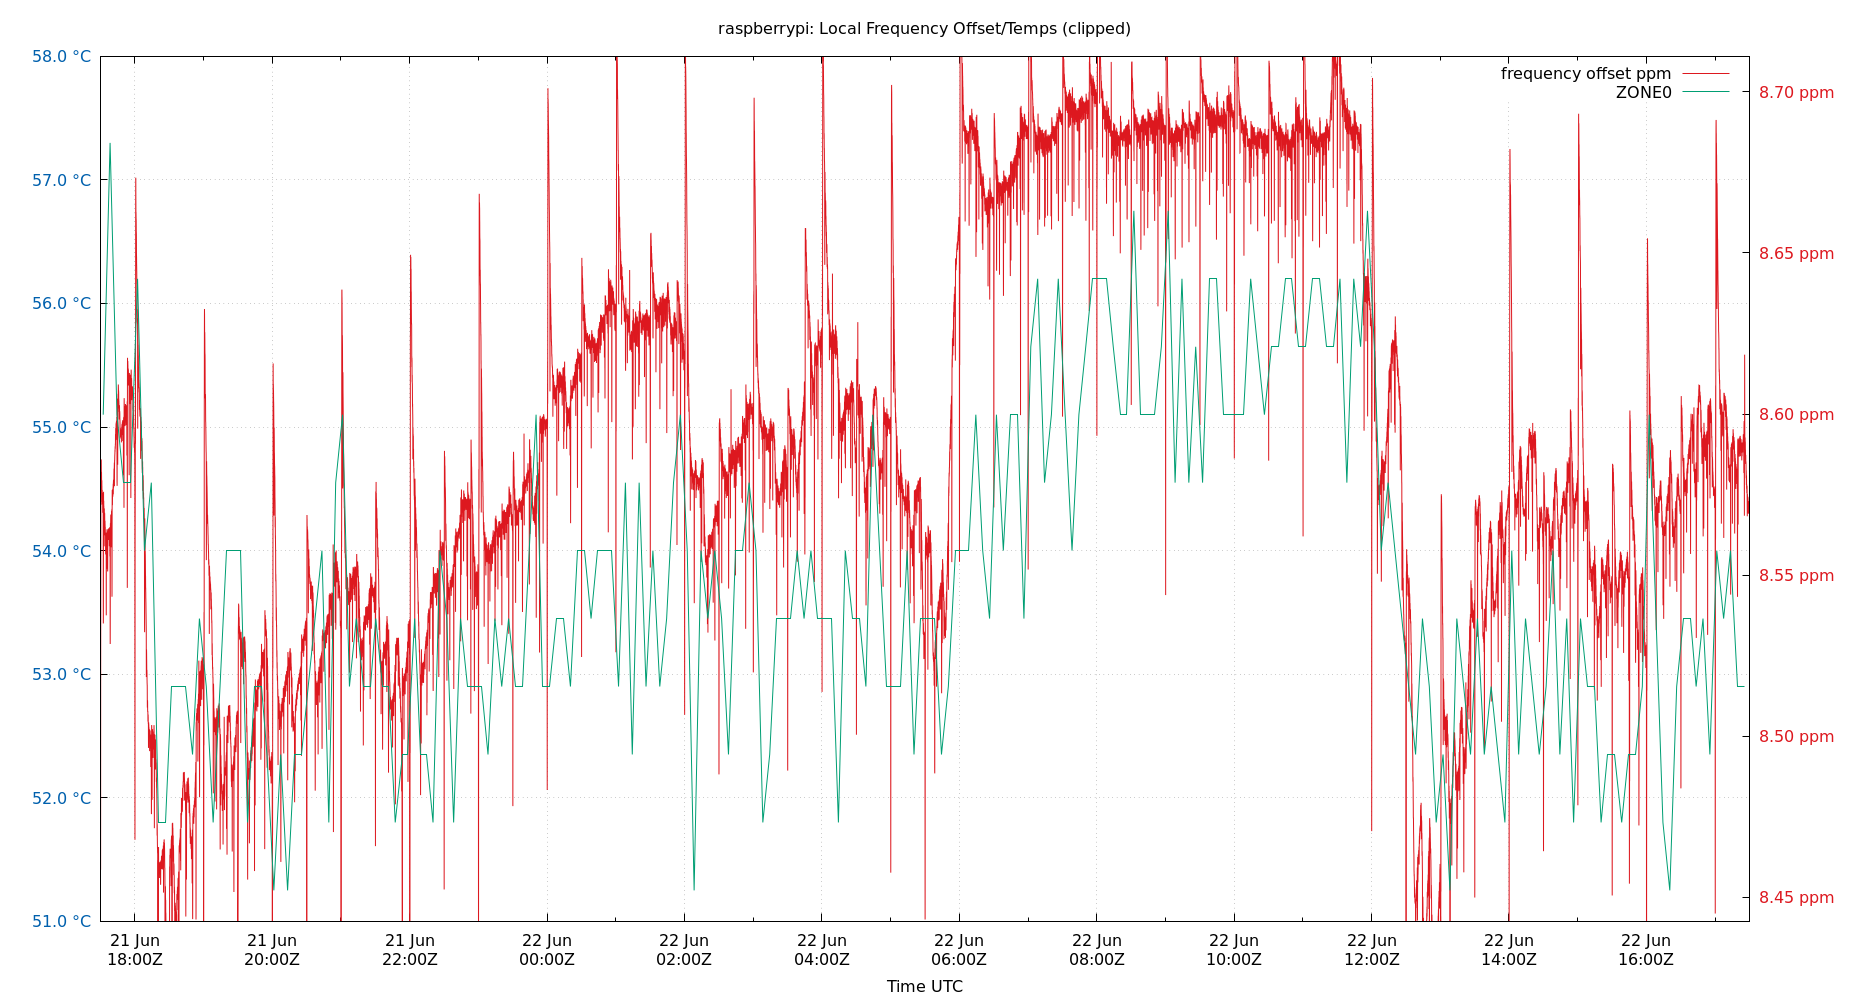 raspberrypi: Local Frequency Offset/Temps (clipped)
58.0 °C
57.0 °C
56.0 °C
55.0 °C
54.0 °C
53.0 °C
52.0 °C
51.0 °C
frequency offset ppm
ZONE0
8.70 ppm
8.65 ppm
8.60 ppm
8.55 ppm
8.50 ppm
8.45 ppm
21 Jun 21 Jun 21 Jun 22 Jun 22 Jun 22 Jun 22 Jun 22 Jun 22 Jun 22 Jun 22 Jun 22 Jun
18:00Z 20:00Z 22:00Z 00:00Z 02:00Z 04:00Z 06:00Z 08:00Z 10:00Z 12:00Z 14:00Z 16:00Z
Time UTC